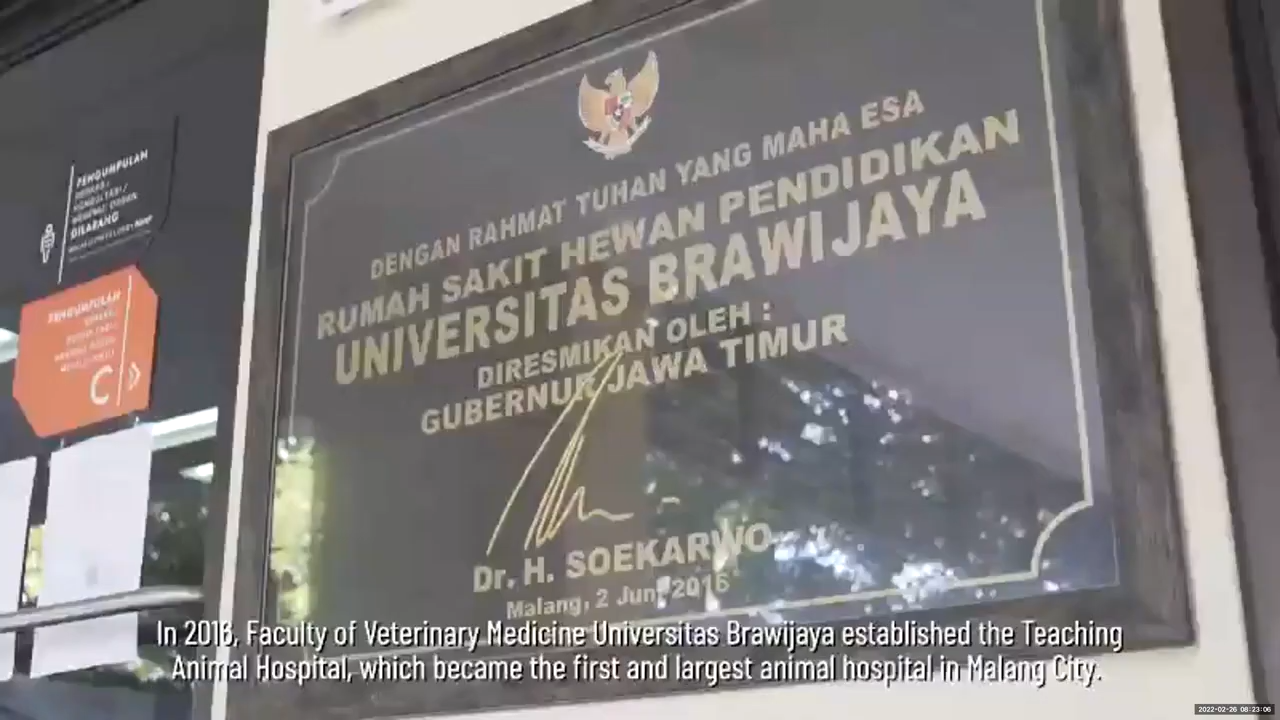 DENGAN RAHMAT TUHAN YANG MAHA ESA
RUMAH SAKIT HEWAN PENDIDIKAN
UNIVERSITAS BRAWIJAYA
DIRESMIKAN OLEH :
GUBERNUR JAWA TIMUR
Dr. H. SOEKARWO
Malang, 2 Juni 2016
PENGUMPULAN
DILARANG
PENGUMPULAN
C
In 2016, Faculty of Veterinary Medicine Universitas Brawijaya established the Teaching
Animal Hospital, which became the first and largest animal hospital in Malang City.
2022-02-26 08:23:06